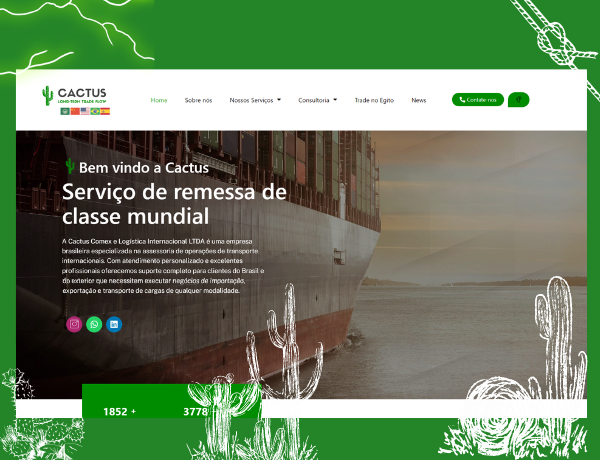 CACTUS
LONG-TERM TRADE FLOW
Home
Sobre nós
Nossos Serviços
Consultoria
Trade no Egito
News
Contate-nos
Bem vindo a Cactus
Serviço de remessa de
classe mundial
A Cactus Comex e Logística Internacional LTDA é uma empresa
brasileira especializada na assessoria de operações de transporte
internacionais. Com atendimento personalizado e excelentes
profissionais oferecemos suporte completo para clientes do Brasil e
do exterior que necessitem executar negócios de importação,
exportação e transporte de cargas de qualquer modalidade.
1852 +
3778